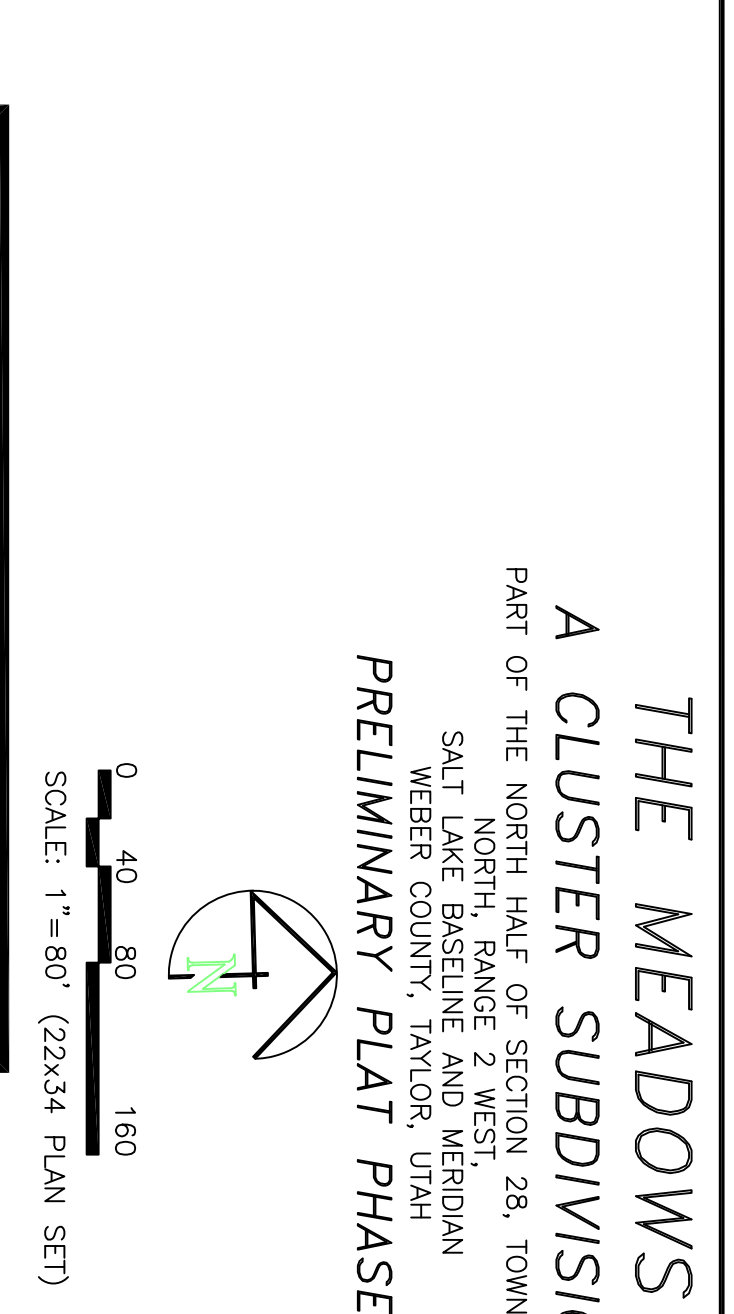 THE MEADOWS
A CLUSTER SUBDIVISI
PART OF THE NORTH HALF OF SECTION 28, TOWN
NORTH, RANGE 2 WEST,
SALT LAKE BASELINE AND MERIDIAN
WEBER COUNTY, TAYLOR, UTAH
PRELIMINARY PLAT PHASE
N
0 40 80 160
SCALE: 1"=80' (22x34 PLAN SET)